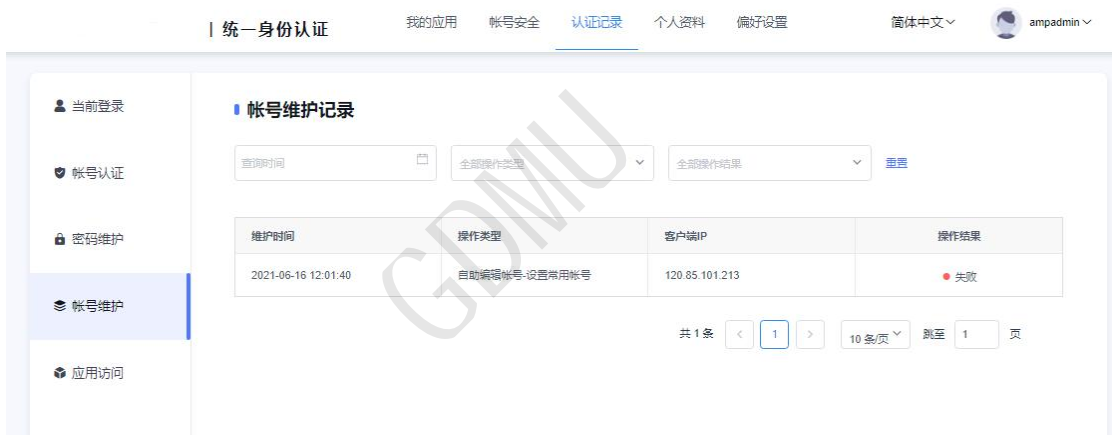 | 统一身份认证
我的应用 帐号安全 认证记录 个人资料 偏好设置 简体中文 ampadmin
当前登录
帐号认证
密码维护
帐号维护
应用访问
帐号维护记录
查询时间 全部操作类型 全部操作结果 重置
维护时间 操作类型 客户端IP 操作结果
2021-06-16 12:01:40 自助编辑帐号-设置常用帐号 120.85.101.213 失败
共 1 条 < 1 > 10 条/页 跳至 1 页
GDMU